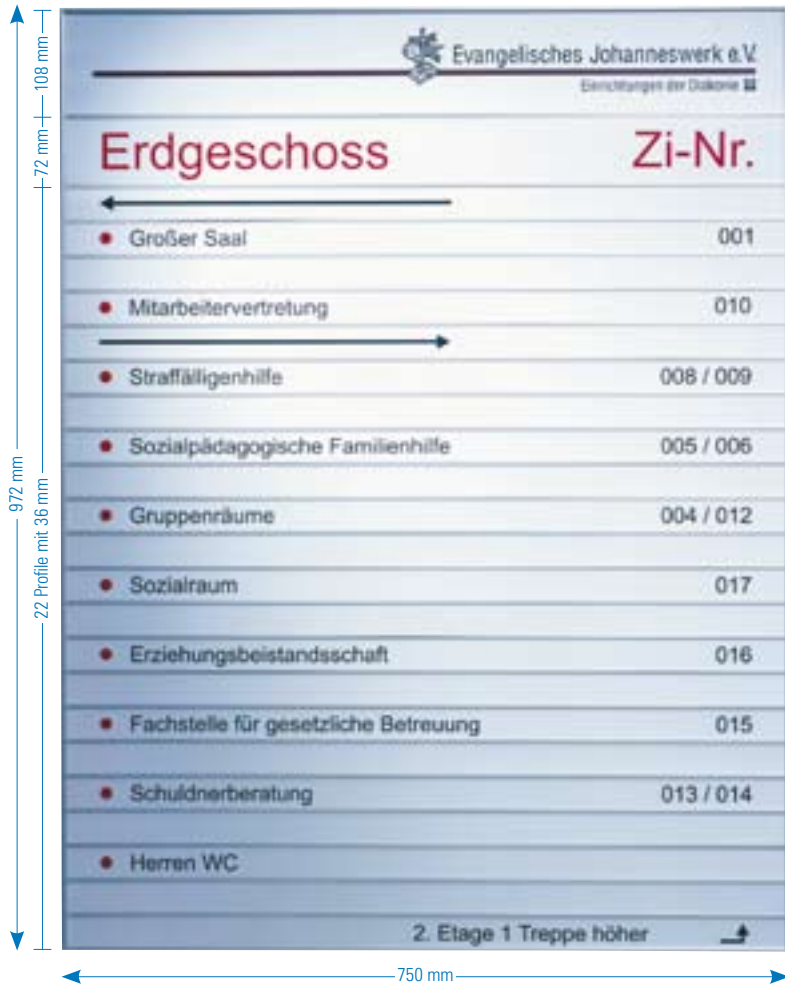 Evangelisches Johanneswerk e.V.
Einrichtungen der Diakonie
Erdgeschoss Zi-Nr.
Großer Saal 001
Mitarbeitervertretung 010
Straffälligenhilfe 008 / 009
Sozialpädagogische Familienhilfe 005 / 006
Gruppenräume 004 / 012
Sozialraum 017
Erziehungsbeistandsschaft 016
Fachstelle für gesetzliche Betreuung 015
Schuldnerberatung 013 / 014
Herren WC
2. Etage 1 Treppe höher
972 mm
108 mm
72 mm
22 Profile mit 36 mm
750 mm